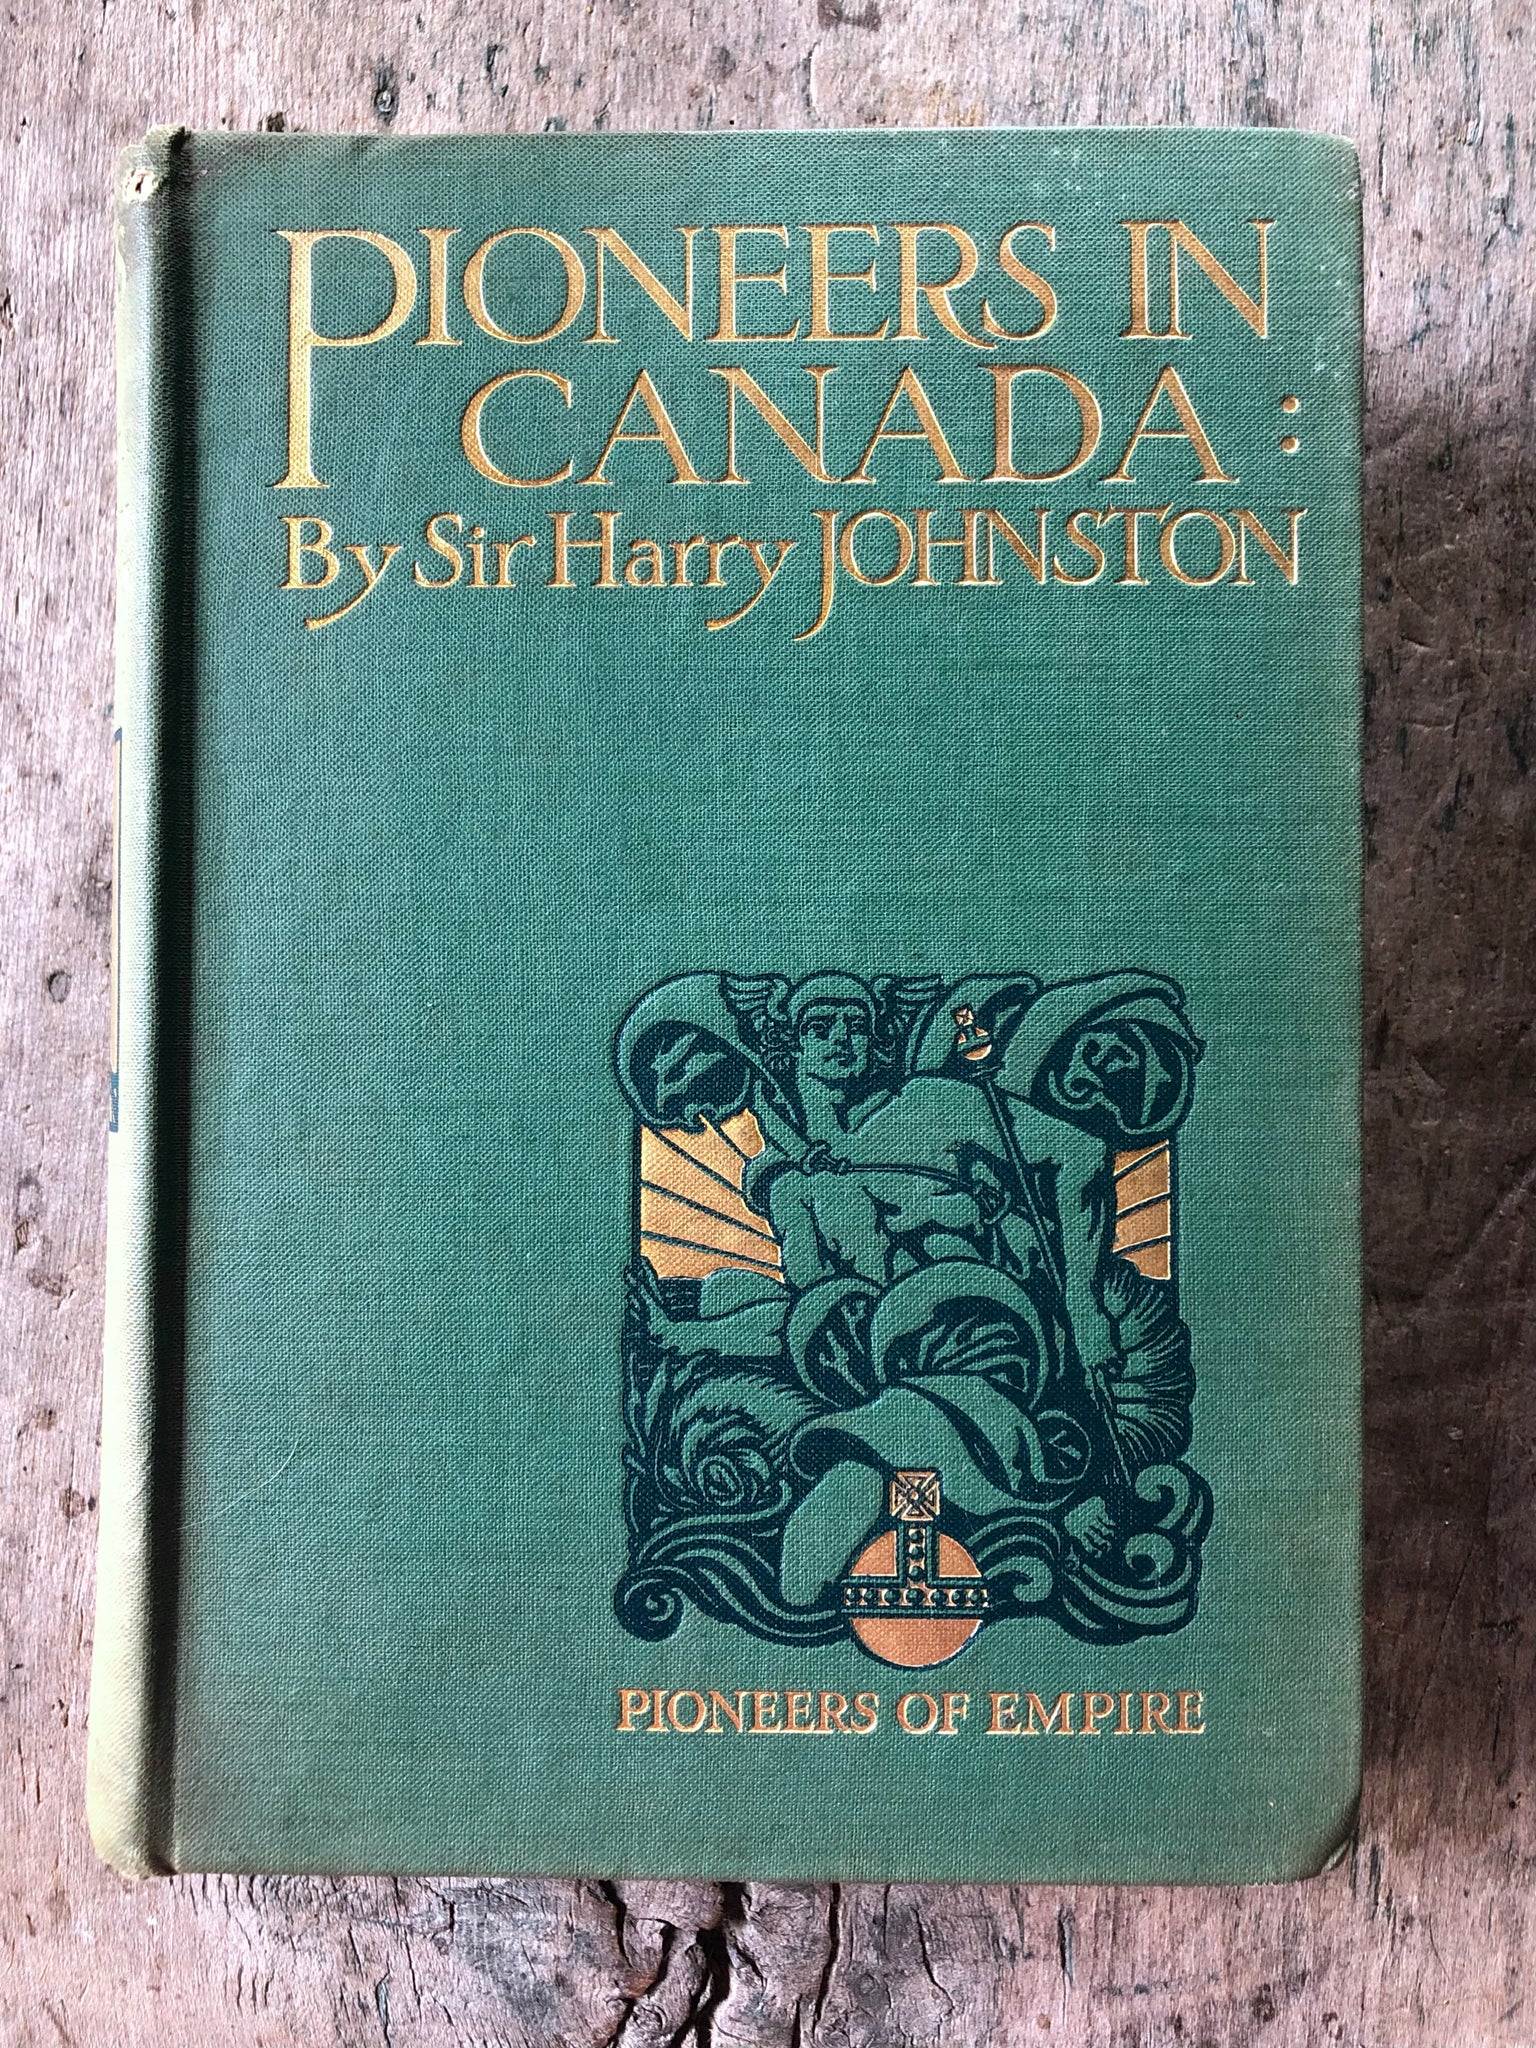 PIONEERS IN
CANADA :
By Sir Harry JOHNSTON
PIONEERS OF EMPIRE